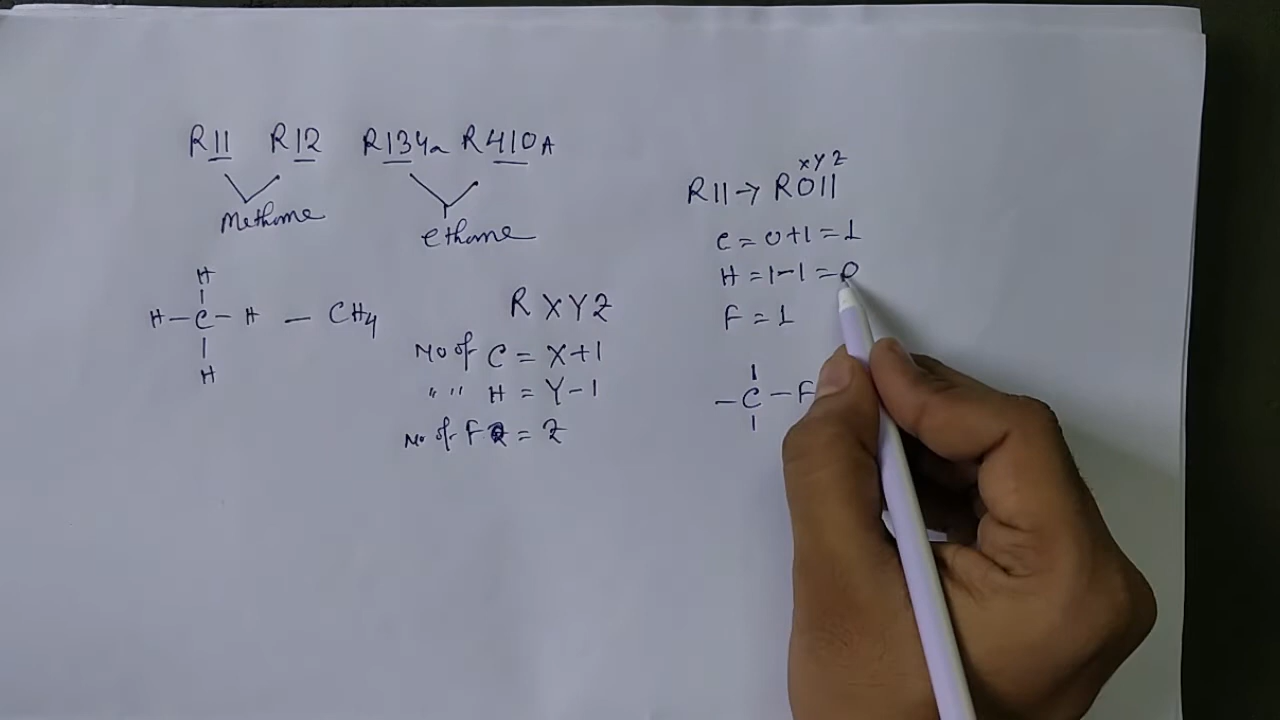 R11 R12 R134a R410A
Methane
ethane
H
H-C-H - CH4
H
R XYZ
No of C = X+1
" " H = Y-1
No of F = Z
XYZ
R11 → R011
C = 0+1 = 1
H = 1-1 = 0
F = 1
-C-F